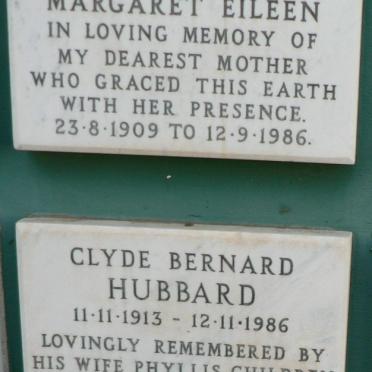 MARGARET EILEEN
IN LOVING MEMORY OF
MY DEAREST MOTHER
WHO GRACED THIS EARTH
WITH HER PRESENCE.
23·8·1909 TO 12·9·1986.
CLYDE BERNARD
HUBBARD
11·11·1913 - 12·11·1986
LOVINGLY REMEMBERED BY
HIS WIFE PHYLLIS CHILDREN